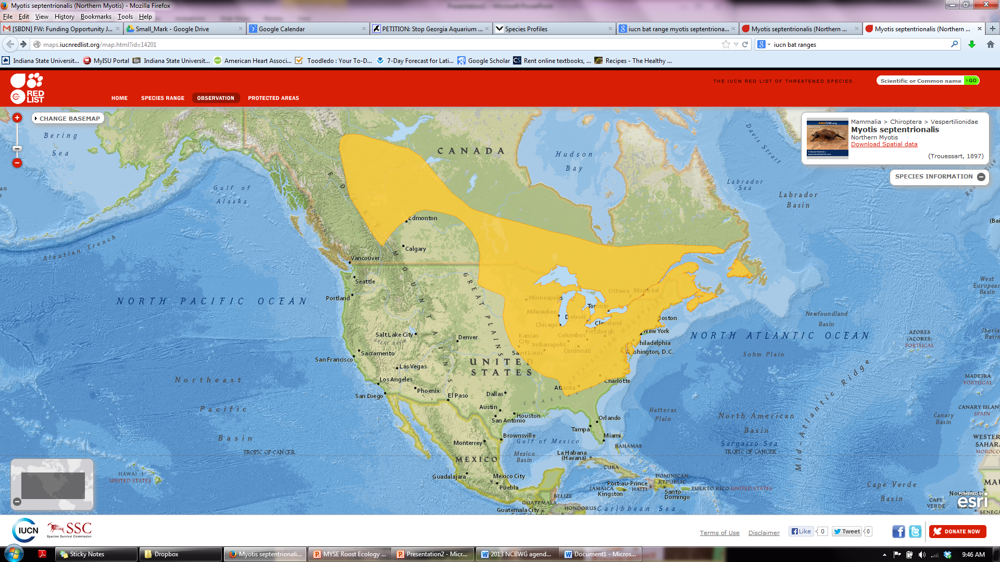 Myotis septentrionalis (Northern Myotis) - Mozilla Firefox
File Edit View History Bookmarks Tools Help
[SBDN] FW: Funding Opportunity J...
Small_Mark - Google Drive
Google Calendar
PETITION: Stop Georgia Aquarium ...
Species Profiles
iucn bat range myotis septentriona...
Myotis septentrionalis (Northern ...
Myotis septentrionalis (Northern ...
maps.iucnredlist.org/map.html?id=14201
iucn bat ranges
Indiana State Universit...
MyISU Portal
Bb Indiana State Universit...
American Heart Associ...
Toodledo : Your To-D...
7-Day Forecast for Lati...
Google Scholar
CS Rent online textbooks, ...
Recipes - The Healthy ...
IUCN RED LIST
THE IUCN RED LIST OF THREATENED SPECIES
Scientific or Common name >GO
HOME SPECIES RANGE OBSERVATION PROTECTED AREAS
CHANGE BASEMAP
Mammalia > Chiroptera > Vespertilionidae
Myotis septentrionalis
Northern Myotis
Download Spatial data
(Trouessart, 1897)
SPECIES INFORMATION
Bering Sea
Gulf of Alaska
Aleutian Trench
CANADA
Hudson Bay
Davis Strait
Labrador Sea
Labrador Basin
ROCKY MOUNTAINS
Edmonton
Calgary
Vancouver
Seattle
Portland
NORTH PACIFIC OCEAN
GREAT PLAINS
Ottawa
Montréal
Minneapolis
Toronto
Milwaukee
Detroit
Boston
Chicago
Cleveland
New York
Pittsburgh
Columbus
Kansas City
Indianapolis
Philadelphia
Cincinnati
Washington, D.C.
Saint Louis
APPALACHIAN MOUNTAINS
Salt Lake City
GREAT BASIN
Denver
Sacramento
San Francisco
Las Vegas
UNITED STATES
Los Angeles
Phoenix
San Diego
El Paso
Dallas
Atlanta
Charlotte
COASTAL
Austin
Houston
San Antonio
Orlando
Tampa
Miami
Brownsville
Monterrey
Gulf of Mexico
Mexico Basin
La Habana (Havana)
BAHAMAS
CUBA
MEXICO
Guadalajara
Mexico City
Puebla
Port-au-Prince
JAMAICA
HAITI
Kingston
DOMINICAN REPUBLIC
Santo Domingo
PUERTO RICO UNITED STATES
BELIZE
GUATEMALA
Guatemala City
HONDORUS
Caribbean Sea
Northeast Pacific Basin
TROPIC OF CANCER
HAWAI'I
UNITED STATES
Newfoundland Basin
West European Basin
NORTH ATLANTIC OCEAN
Sohm Plain
AZORES (AÇORES)
PORTUGAL
Mid-Atlantic Ridge
Hatteras Plain
North American Basin
Sargasso Sea
TROPIC OF CANCER
MADEIRA
PORTUGAL
CANARY ISLAN
SPAIN
Canary Basin
WESTER
SAHARA
MOROCC
Cape Verde Basin
CAPE VERDE
MAU
SENEGA
POWERED BY esri
IUCN
SSC
Species Survival Commission
Terms of Use
Disclaimer
Like 0
Tweet 0
DONATE NOW
Sticky Notes
Dropbox
Myotis septentrionali...
MYSE Roost Ecology ...
Presentation2 - Micr...
2013 NCBWG agend...
Document1 - Micros...
9:46 AM